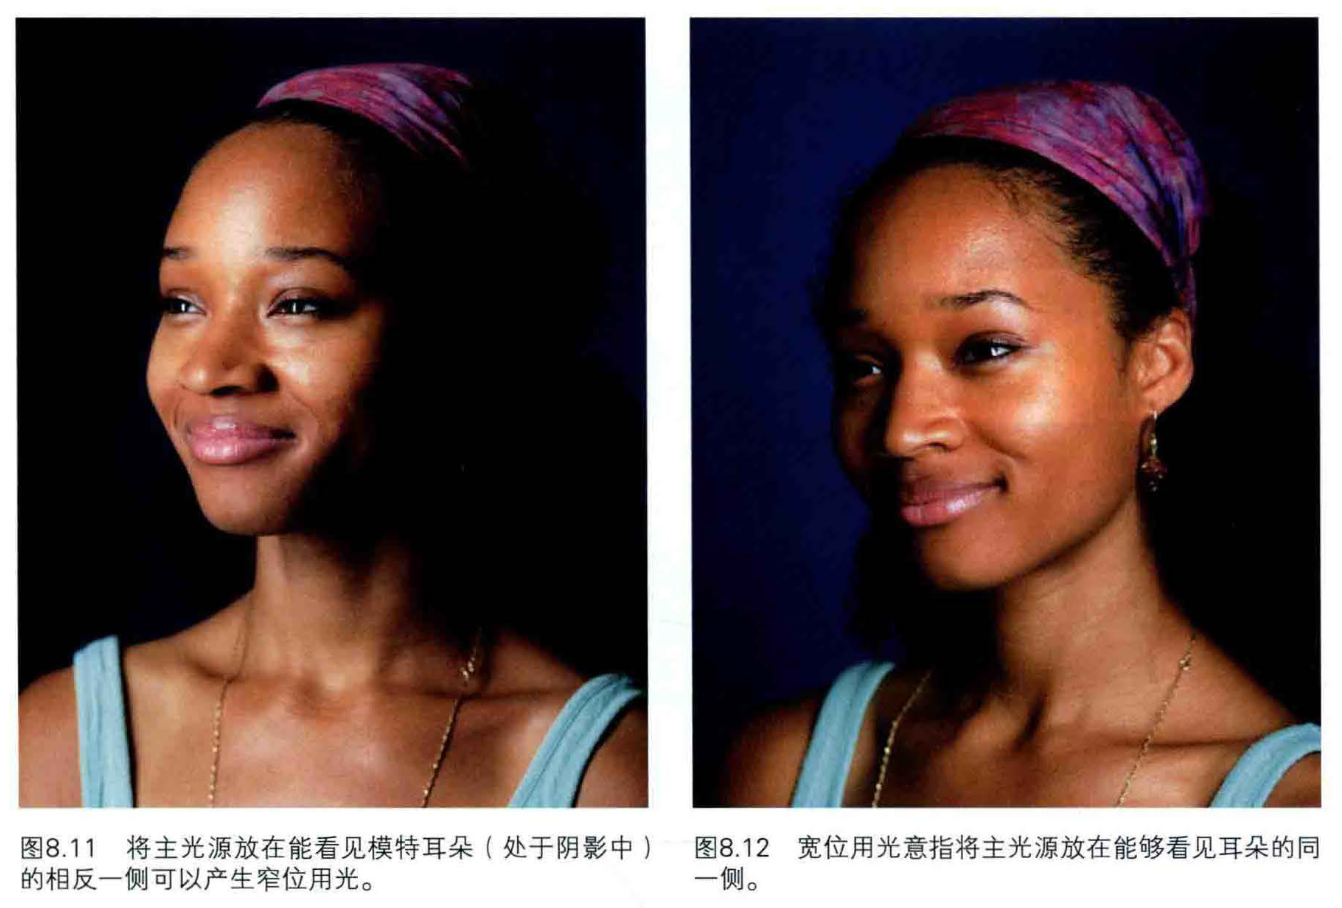 图8.11 将主光源放在能看见模特耳朵（处于阴影中）
的相反一侧可以产生窄位用光。
图8.12 宽位用光意指将主光源放在能够看见耳朵的同
一侧。